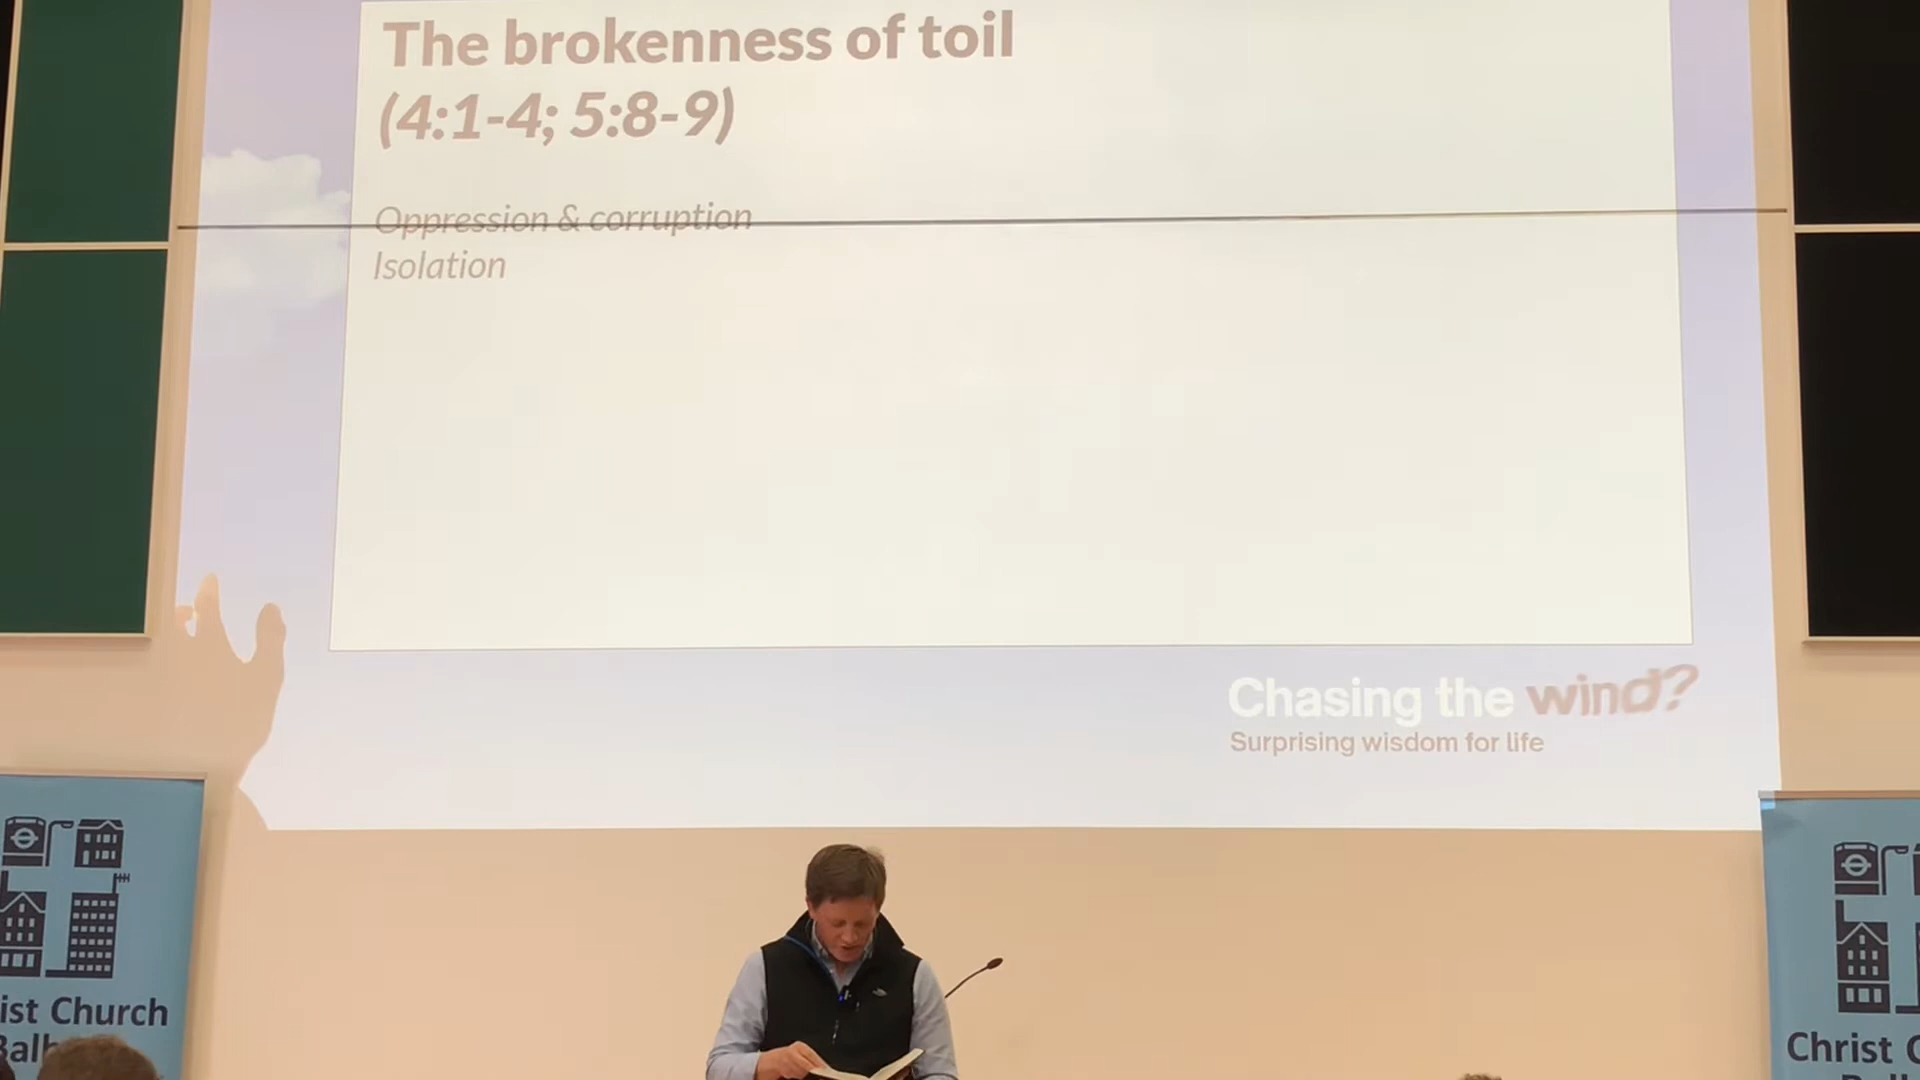 The brokenness of toil
(4:1-4; 5:8-9)
Oppression & corruption
Isolation
Chasing the wind?
Surprising wisdom for life
ist Church
Balh
Christ C